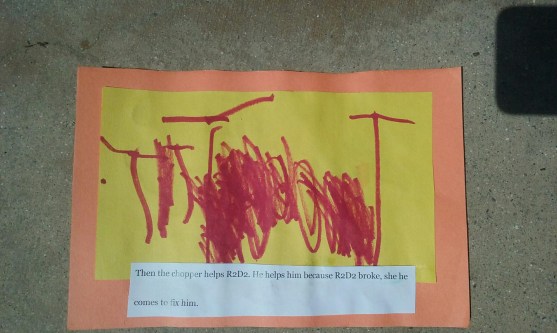 Then the chopper helps R2D2. He helps him because R2D2 broke, she he
comes to fix him.